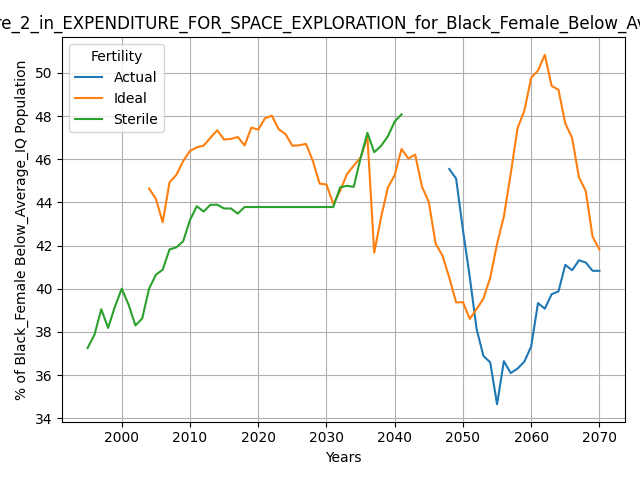 re_2_in_EXPENDITURE_FOR_SPACE_EXPLORATION_for_Black_Female_Below_Av
Fertility
Actual
Ideal
Sterile
% of Black_Female Below_Average_IQ Population
50
48
46
44
42
40
38
36
34
2000
2010
2020
2030
2040
2050
2060
2070
Years